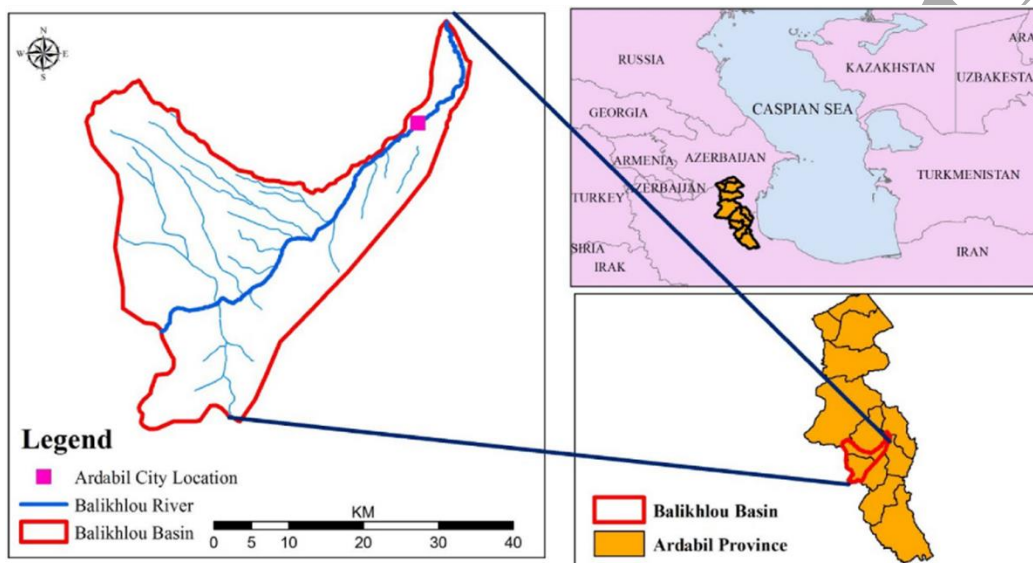 N
W E
S
Legend
Ardabil City Location
Balikhlou River
Balikhlou Basin
KM
0 5 10 20 30 40
RUSSIA
KAZAKHSTAN
ARA
UZBAKESTA
GEORGIA
CASPIAN SEA
ARMENIA
AZERBAIJAN
AZERBAIJAN
TURKEY
TURKMENISTAN
SIRIA
IRAK
IRAN
Balikhlou Basin
Ardabil Province